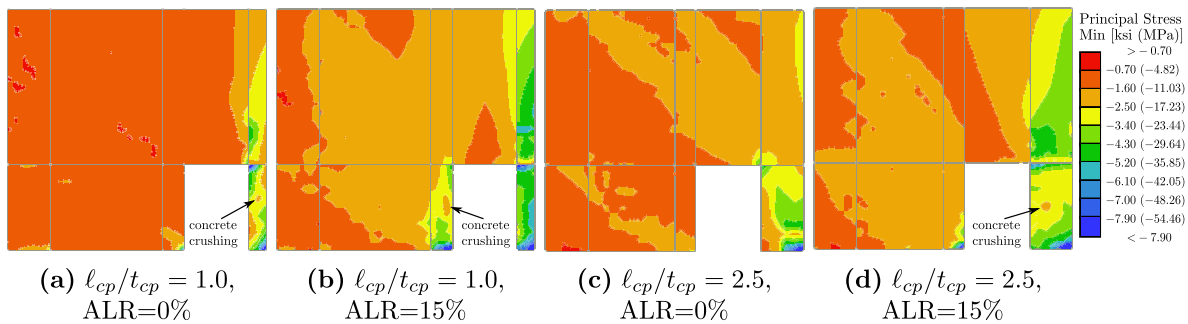 Principal Stress
Min [ksi (MPa)]
> −0.70
−0.70 (−4.82)
−1.60 (−11.03)
−2.50 (−17.23)
−3.40 (−23.44)
−4.30 (−29.64)
−5.20 (−35.85)
−6.10 (−42.05)
−7.00 (−48.26)
−7.90 (−54.46)
< −7.90
concrete
crushing
concrete
crushing
concrete
crushing
(a) ℓcp/tcp = 1.0,
ALR=0%
(b) ℓcp/tcp = 1.0,
ALR=15%
(c) ℓcp/tcp = 2.5,
ALR=0%
(d) ℓcp/tcp = 2.5,
ALR=15%